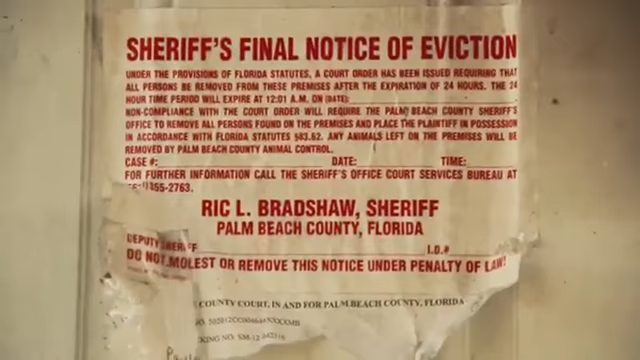 SHERIFF'S FINAL NOTICE OF EVICTION
UNDER THE PROVISIONS OF FLORIDA STATUTES, A COURT ORDER HAS BEEN ISSUED REQUIRING THAT
ALL PERSONS BE REMOVED FROM THESE PREMISES AFTER THE EXPIRATION OF 24 HOURS. THE 24
HOUR TIME PERIOD WILL EXPIRE AT 12:01 A.M. ON (DATE):
NON-COMPLIANCE WITH THE COURT ORDER WILL REQUIRE THE PALM BEACH COUNTY SHERIFF'S
OFFICE TO REMOVE ALL PERSONS FOUND ON THE PREMISES AND PLACE THE PLAINTIFF IN POSSESSION
IN ACCORDANCE WITH FLORIDA STATUTES §83.62. ANY ANIMALS LEFT ON THE PREMISES WILL BE
REMOVED BY PALM BEACH COUNTY ANIMAL CONTROL.
CASE #: DATE: TIME:
FOR FURTHER INFORMATION CALL THE SHERIFF'S OFFICE COURT SERVICES BUREAU AT
355-2763.
RIC L. BRADSHAW, SHERIFF
PALM BEACH COUNTY, FLORIDA
DEPUTY SHERIFF I.D.#
DO NOT MOLEST OR REMOVE THIS NOTICE UNDER PENALTY OF LAW!
COUNTY COURT, IN AND FOR PALM BEACH COUNTY, FLORIDA